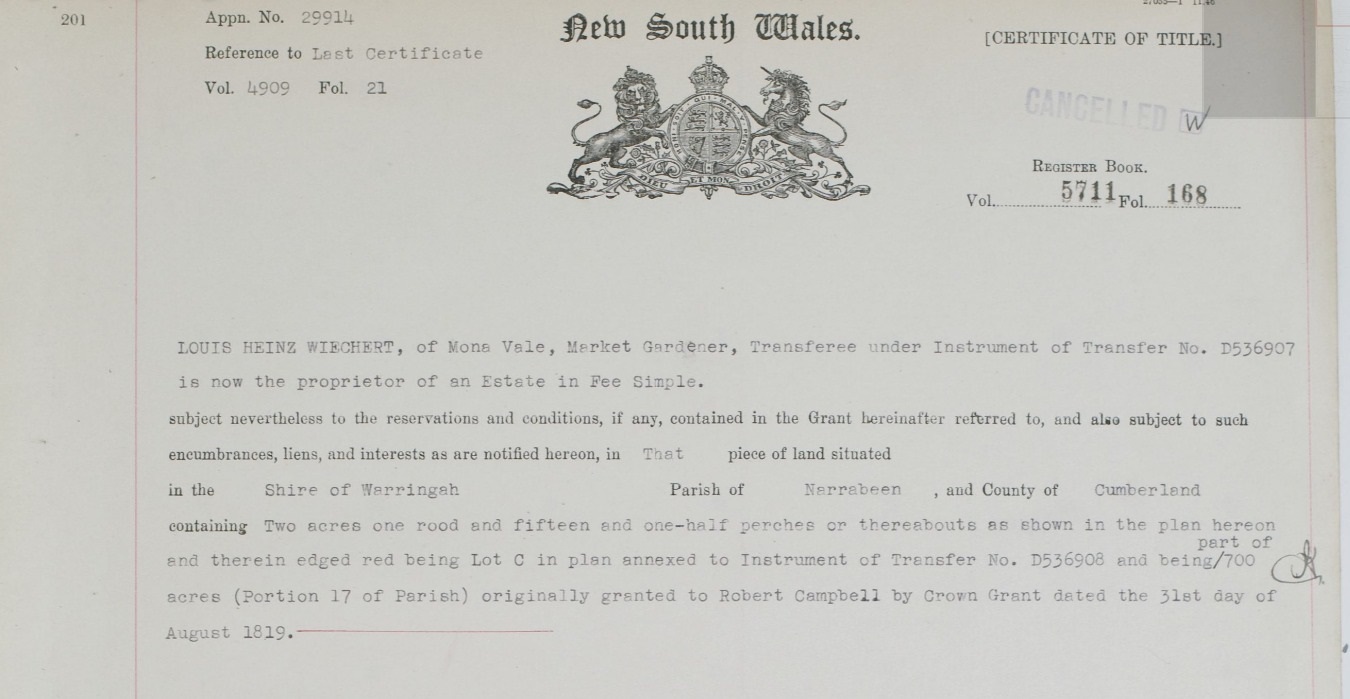 201
Appn. No. 29914
Reference to Last Certificate
Vol. 4909 Fol. 21
New South Wales.
[CERTIFICATE OF TITLE.]
CANCELLED W
REGISTER BOOK.
Vol. 5711 Fol. 168
DIEU ET MON DROIT
LOUIS HEINZ WIECHERT, of Mona Vale, Market Gardener, Transferee under Instrument of Transfer No. D536907
is now the proprietor of an Estate in Fee Simple.
subject nevertheless to the reservations and conditions, if any, contained in the Grant hereinafter referred to, and also subject to such
encumbrances, liens, and interests as are notified hereon, in That piece of land situated
in the Shire of Warringah Parish of Narrabeen , and County of Cumberland
containing Two acres one rood and fifteen and one-half perches or thereabouts as shown in the plan hereon
part of
and therein edged red being Lot C in plan annexed to Instrument of Transfer No. D536908 and being/700
acres (Portion 17 of Parish) originally granted to Robert Campbell by Crown Grant dated the 31st day of
August 1819.